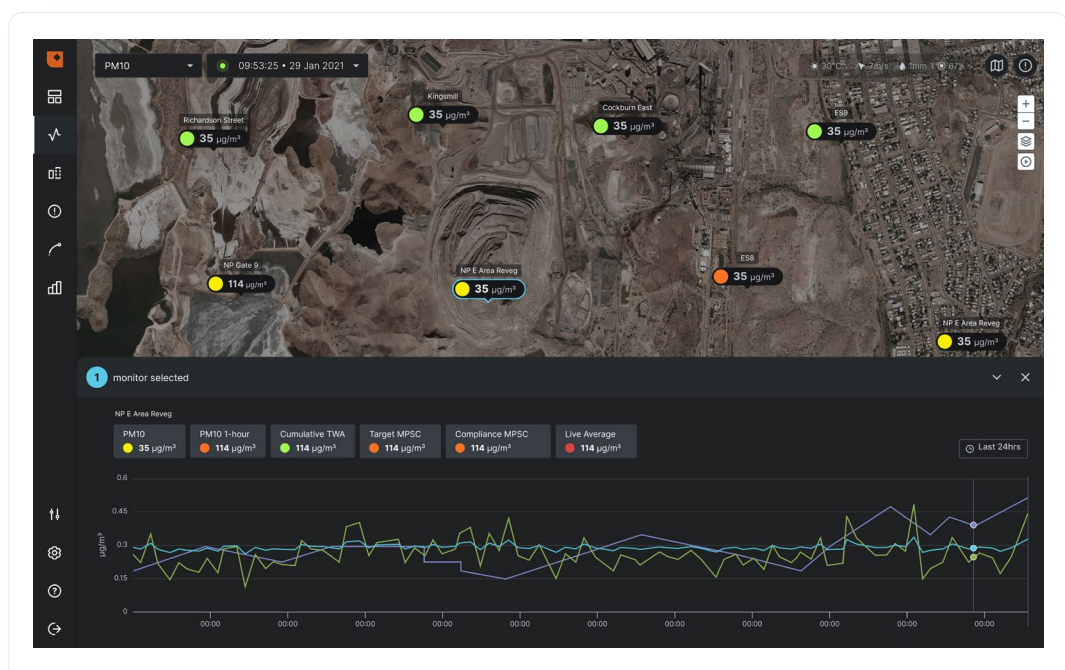 PM10
09:53:25 • 29 Jan 2021
30°C
7m/s
1mm
67%
Kingsmill
35 µg/m³
Richardson Street
35 µg/m³
Cockburn East
35 µg/m³
ES9
35 µg/m³
+
−
NP Gate 9
114 µg/m³
NP E Area Reveg
35 µg/m³
ES8
35 µg/m³
NP E Area Reveg
35 µg/m³
1 monitor selected
NP E Area Reveg
PM10
35 µg/m³
PM10 1-hour
114 µg/m³
Cumulative TWA
114 µg/m³
Target MPSC
114 µg/m³
Compliance MPSC
114 µg/m³
Live Average
114 µg/m³
Last 24hrs
µg/m³
0.6
0.45
0.3
0.15
0
00:00 00:00 00:00 00:00 00:00 00:00 00:00 00:00 00:00 00:00 00:00